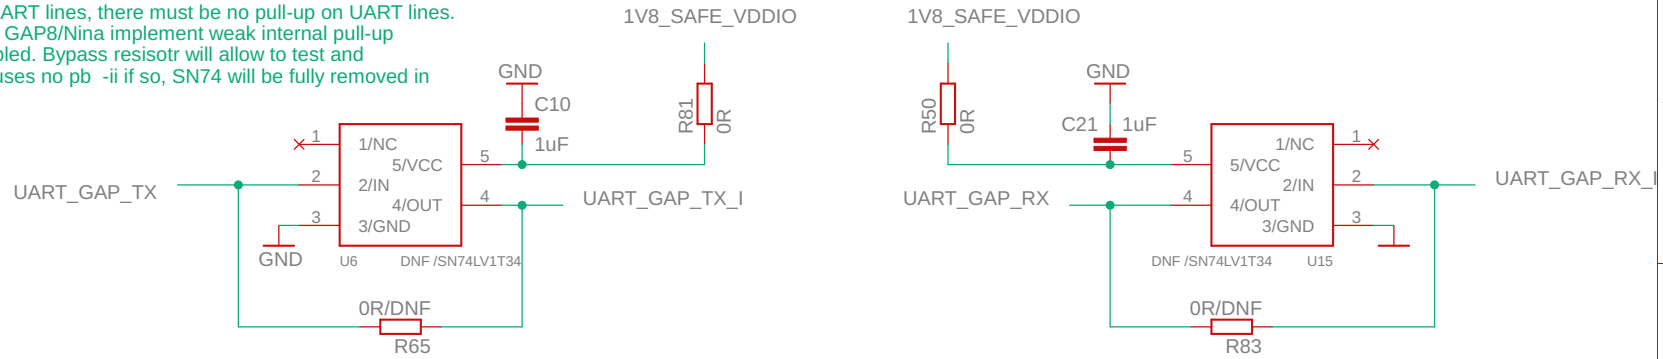 ART lines, there must be no pull-up on UART lines.
GAP8/Nina implement weak internal pull-up
bled. Bypass resisotr will allow to test and
uses no pb -ii if so, SN74 will be fully removed in
1V8_SAFE_VDDIO
1V8_SAFE_VDDIO
GND
C10
1uF
R81
0R
1
1/NC
5/VCC
5
UART_GAP_TX
2
2/IN
4/OUT
4
UART_GAP_TX_I
3
3/GND
GND
U6
DNF /SN74LV1T34
0R/DNF
R65
R50
0R
GND
C21
1uF
1/NC
1
5
5/VCC
2/IN
2
UART_GAP_RX_I
UART_GAP_RX
4
4/OUT
3/GND
3
DNF /SN74LV1T34
U15
0R/DNF
R83